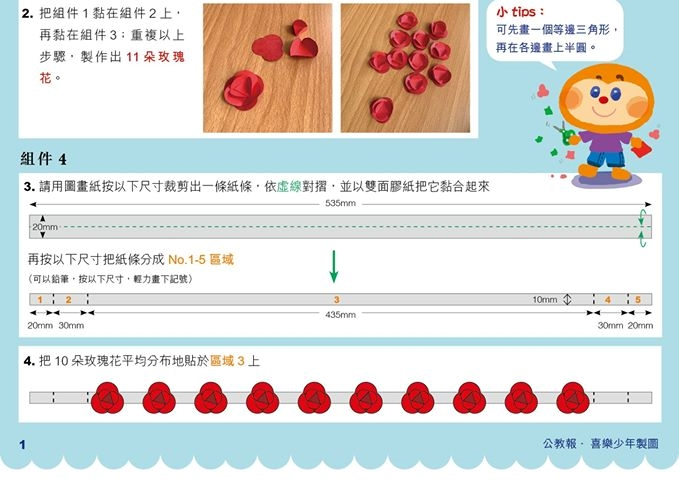 2. 把組件 1 黏在組件 2 上，
再黏在組件 3；重複以上
步驟，製作出 11 朵玫瑰
花。
小 tips：
可先畫一個等邊三角形，
再在各邊畫上半圓。
組件 4
3. 請用圖畫紙按以下尺寸裁剪出一條紙條，依虛線對摺，並以雙面膠紙把它黏合起來
535mm
20mm
再按以下尺寸把紙條分成 No.1-5 區域
（可以鉛筆，按以下尺寸，輕力畫下記號）
1 2 3 10mm 4 5
20mm 30mm 435mm 30mm 20mm
4. 把 10 朵玫瑰花平均分布地貼於區域 3 上
1
公教報．喜樂少年製圖